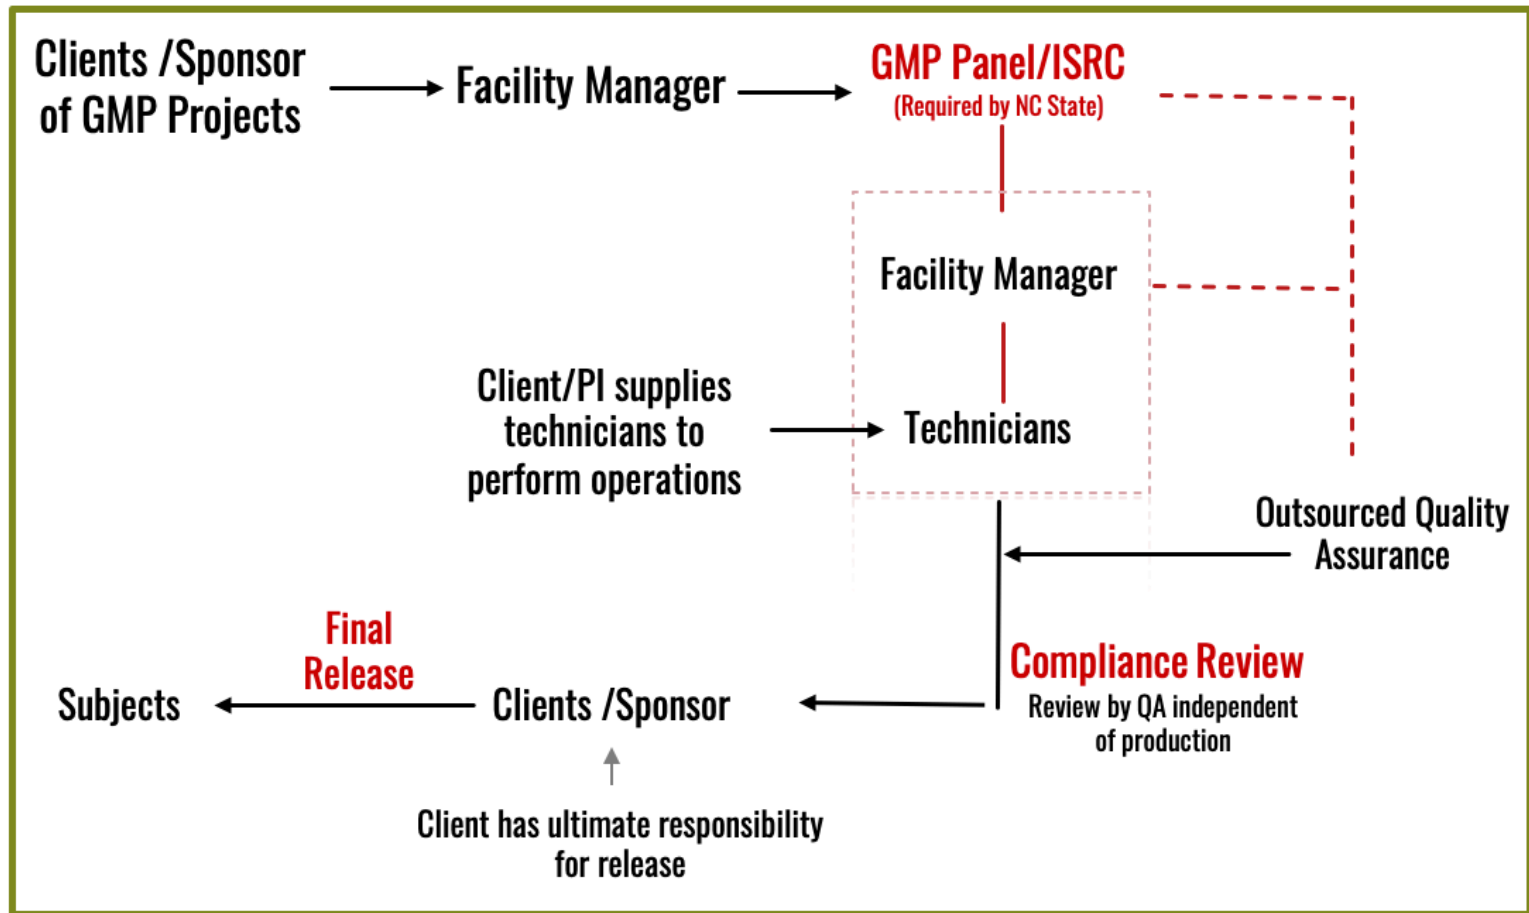 Clients /Sponsor
of GMP Projects
Facility Manager
GMP Panel/ISRC
(Required by NC State)
Facility Manager
Client/PI supplies
technicians to
perform operations
Technicians
Outsourced Quality
Assurance
Final
Release
Compliance Review
Review by QA independent
of production
Subjects
Clients /Sponsor
Client has ultimate responsibility
for release